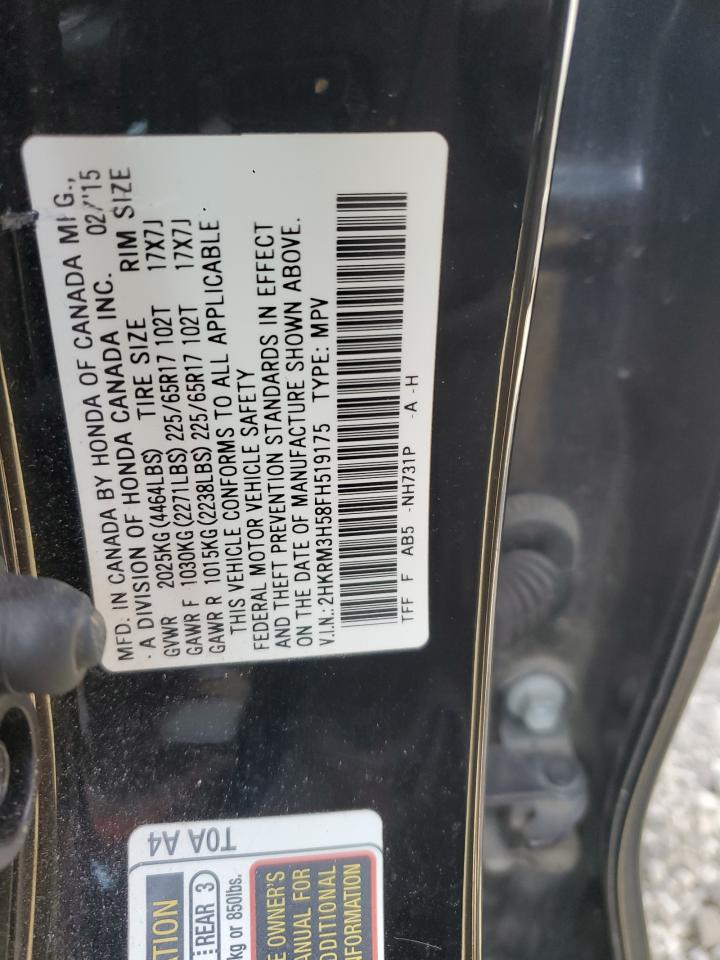 MFD. IN CANADA BY HONDA OF CANADA MFG.,
A DIVISION OF HONDA CANADA INC. 02/'15
GVWR 2025KG(4464LBS) TIRE SIZE RIM SIZE
GAWR F 1030KG(2271LBS) 225/65R17 102T 17X7J
GAWR R 1015KG(2238LBS) 225/65R17 102T 17X7J
THIS VEHICLE CONFORMS TO ALL APPLICABLE
FEDERAL MOTOR VEHICLE SAFETY
AND THEFT PREVENTION STANDARDS IN EFFECT
ON THE DATE OF MANUFACTURE SHOWN ABOVE.
V.I.N.: 2HKRM3H58FH519175 TYPE: MPV
TFF F AB5 -NH731P -A -H
T0A A4
REAR 3
kg or 850lbs.
OWNER'S
FOR